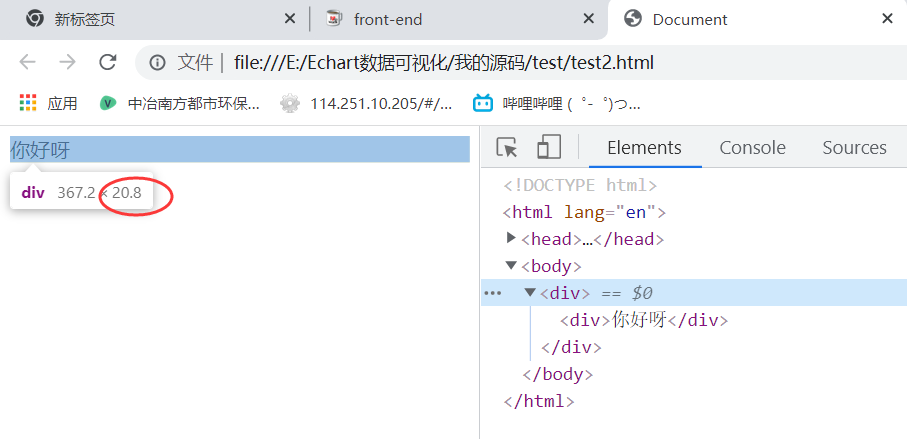 新标签页
front-end
Document
文件 file:///E:/Echart数据可视化/我的源码/test/test2.html
应用
中冶南方都市环保...
114.251.10.205/#/...
哔哩哔哩 ( ゜- ゜)つ...
你好呀
div 367.2 × 20.8
Elements Console Sources
<!DOCTYPE html>
<html lang="en">
<head>…</head>
<body>
<div> == $0
<div>你好呀</div>
</div>
</body>
</html>